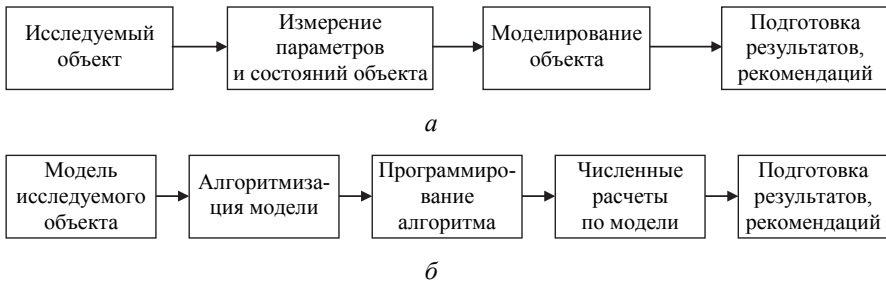 Исследуемый
объект
Измерение
параметров
и состояний объекта
Моделирование
объекта
Подготовка
результатов,
рекомендаций
а
Модель
исследуемого
объекта
Алгоритмиза-
ция модели
Программиро-
вание
алгоритма
Численные
расчеты
по модели
Подготовка
результатов,
рекомендаций
б